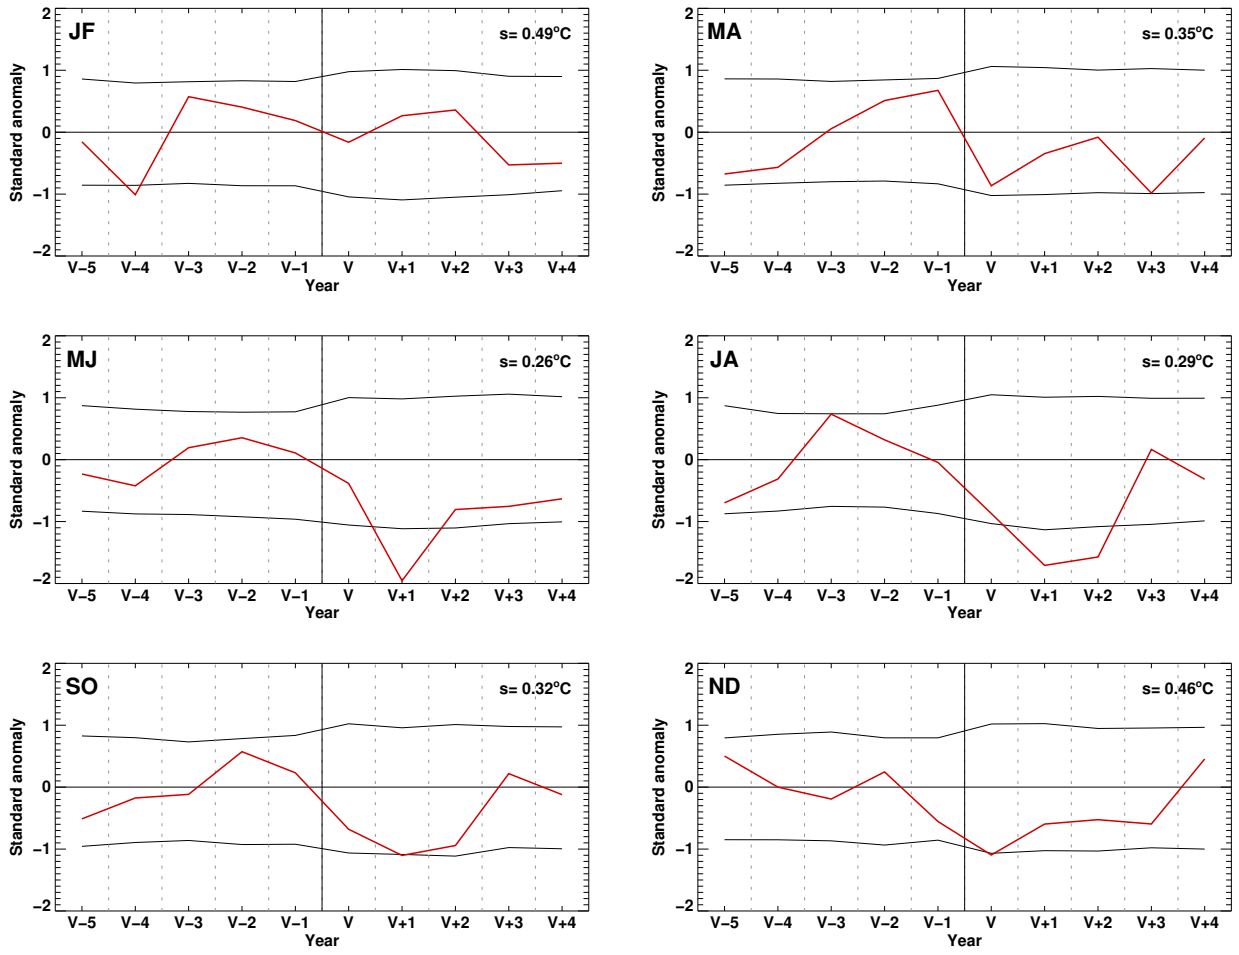 JF
s= 0.49°C
Standard anomaly
2
1
0
−1
−2
V−5 V−4 V−3 V−2 V−1 V V+1 V+2 V+3 V+4
Year
MA
s= 0.35°C
Standard anomaly
2
1
0
−1
−2
V−5 V−4 V−3 V−2 V−1 V V+1 V+2 V+3 V+4
Year
MJ
s= 0.26°C
Standard anomaly
2
1
0
−1
−2
V−5 V−4 V−3 V−2 V−1 V V+1 V+2 V+3 V+4
Year
JA
s= 0.29°C
Standard anomaly
2
1
0
−1
−2
V−5 V−4 V−3 V−2 V−1 V V+1 V+2 V+3 V+4
Year
SO
s= 0.32°C
Standard anomaly
2
1
0
−1
−2
V−5 V−4 V−3 V−2 V−1 V V+1 V+2 V+3 V+4
Year
ND
s= 0.46°C
Standard anomaly
2
1
0
−1
−2
V−5 V−4 V−3 V−2 V−1 V V+1 V+2 V+3 V+4
Year